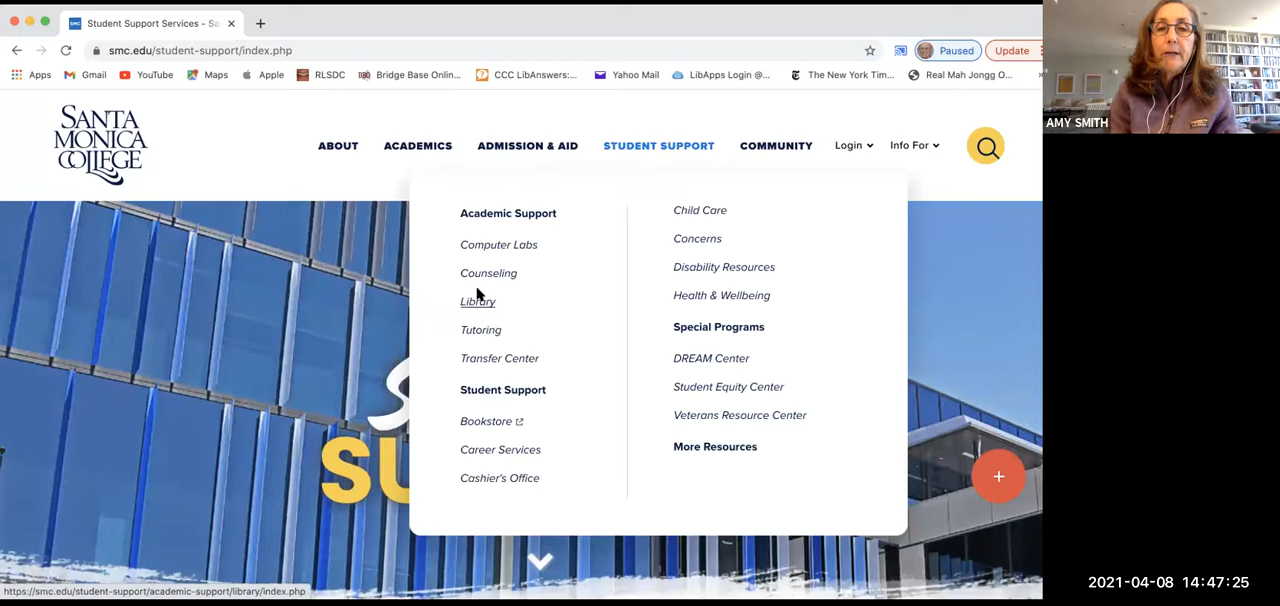 SMC
Student Support Services - Sa
smc.edu/student-support/index.php
Paused
Update
Apps
Gmail
YouTube
Maps
Apple
RLSDC
Bridge Base Onlin...
CCC LibAnswers:...
Yahoo Mail
LibApps Login @...
The New York Tim...
Real Mah Jongg O...
»
AMY SMITH
SANTA
MONICA
COLLEGE
ABOUT
ACADEMICS
ADMISSION & AID
STUDENT SUPPORT
COMMUNITY
Login
Info For
Academic Support
Computer Labs
Counseling
Library
Tutoring
Transfer Center
Student Support
Bookstore
Career Services
Cashier's Office
Child Care
Concerns
Disability Resources
Health & Wellbeing
Special Programs
DREAM Center
Student Equity Center
Veterans Resource Center
More Resources
SU
https://smc.edu/student-support/academic-support/library/index.php
2021-04-08 14:47:25